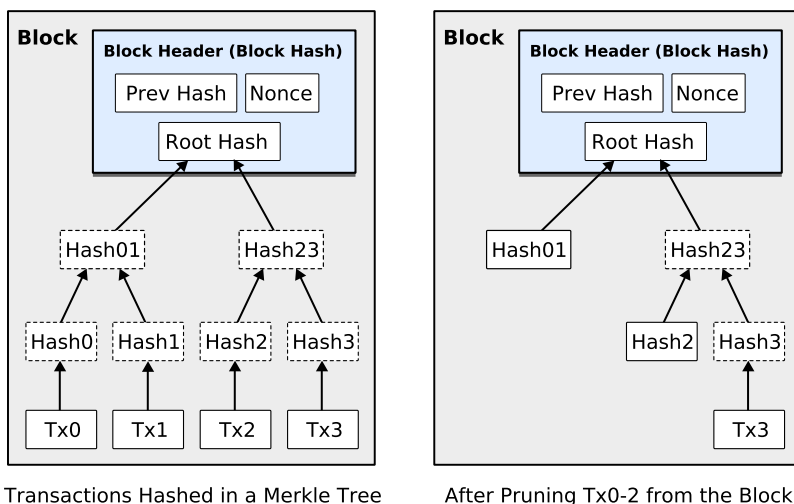 Block
Block Header (Block Hash)
Prev Hash Nonce
Root Hash
Hash01 Hash23
Hash0 Hash1 Hash2 Hash3
Tx0 Tx1 Tx2 Tx3
Transactions Hashed in a Merkle Tree
Block
Block Header (Block Hash)
Prev Hash Nonce
Root Hash
Hash01 Hash23
Hash2 Hash3
Tx3
After Pruning Tx0-2 from the Block